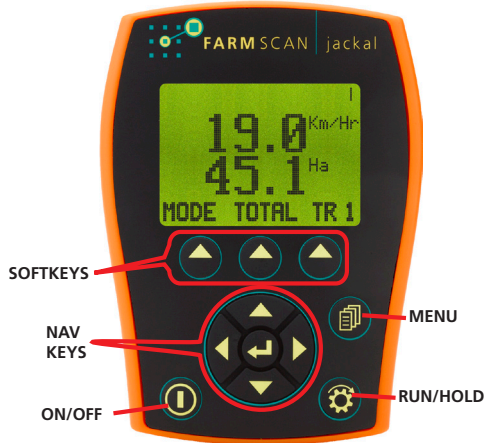 FARMSCAN jackal
19.0 Km/Hr
45.1 Ha
MODE TOTAL TR 1
SOFTKEYS
MENU
NAV
KEYS
RUN/HOLD
ON/OFF